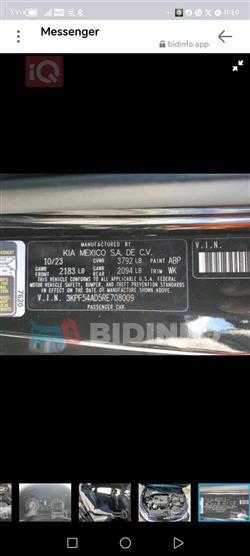 Messenger
bidinfo.app
iQ
MANUFACTURED BY
KIA MEXICO S.A. DE C.V.
10/23 GVWR 3792 LB PAINT ABP
GAWR FRONT 2183 LB GAWR REAR 2094 LB TRIM WK
THIS VEHICLE CONFORMS TO ALL APPLICABLE U.S.A. FEDERAL
MOTOR VEHICLE SAFETY, BUMPER, AND THEFT PREVENTION STANDARDS
IN EFFECT ON THE DATE OF MANUFACTURE SHOWN ABOVE.
V.I.N. 3KPF54AD5RE708009
PASSENGER CAR
V.I.N.
7620
BIDINFO